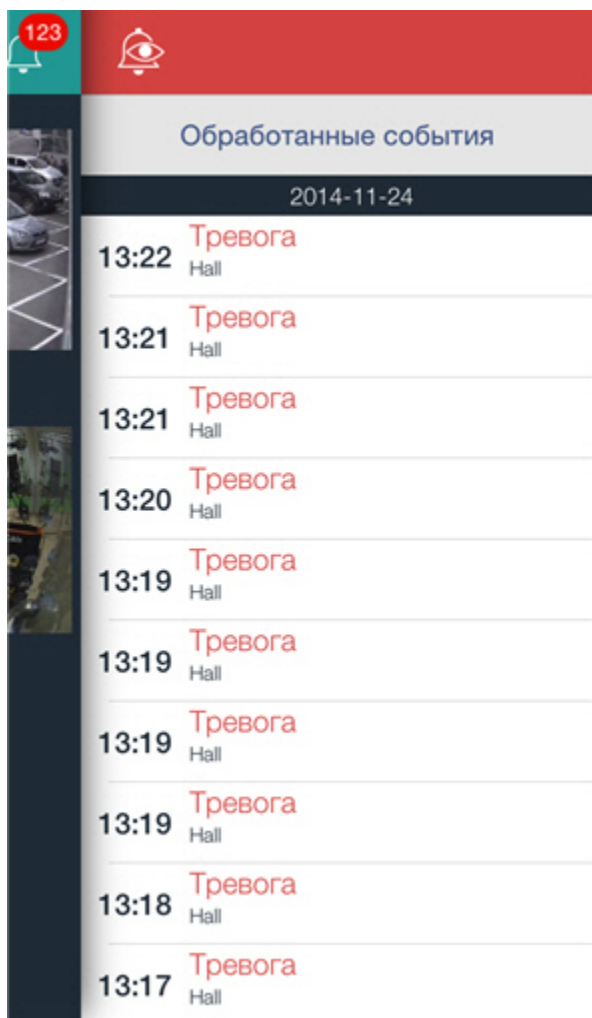 123
Обработанные события
2014-11-24
13:22 Тревога
Hall
13:21 Тревога
Hall
13:21 Тревога
Hall
13:20 Тревога
Hall
13:19 Тревога
Hall
13:19 Тревога
Hall
13:19 Тревога
Hall
13:19 Тревога
Hall
13:18 Тревога
Hall
13:17 Тревога
Hall